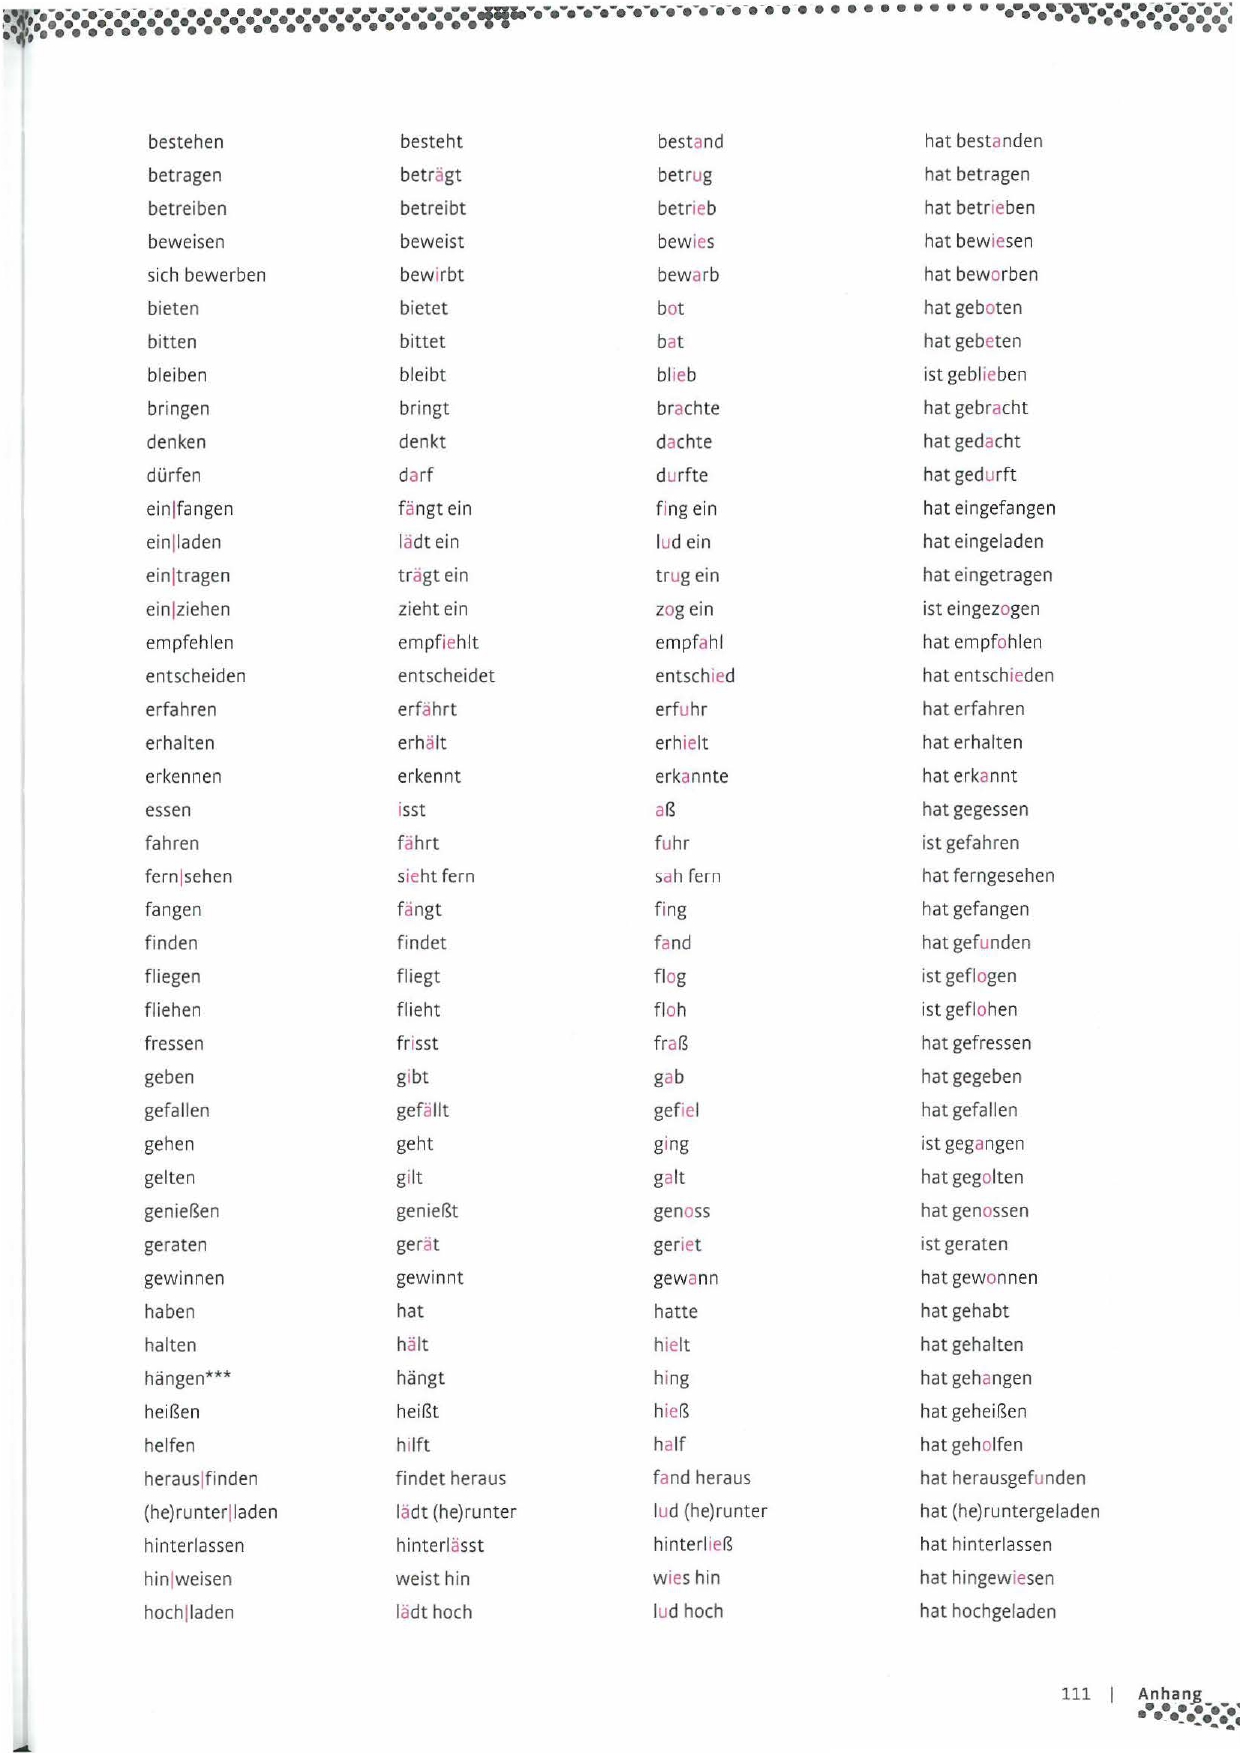 bestehen besteht bestand hat bestanden
betragen beträgt betrug hat betragen
betreiben betreibt betrieb hat betrieben
beweisen beweist bewies hat bewiesen
sich bewerben bewirbt bewarb hat beworben
bieten bietet bot hat geboten
bitten bittet bat hat gebeten
bleiben bleibt blieb ist geblieben
bringen bringt brachte hat gebracht
denken denkt dachte hat gedacht
dürfen darf durfte hat gedurft
ein|fangen fängt ein fing ein hat eingefangen
ein|laden lädt ein lud ein hat eingeladen
ein|tragen trägt ein trug ein hat eingetragen
ein|ziehen zieht ein zog ein ist eingezogen
empfehlen empfiehlt empfahl hat empfohlen
entscheiden entscheidet entschied hat entschieden
erfahren erfährt erfuhr hat erfahren
erhalten erhält erhielt hat erhalten
erkennen erkennt erkannte hat erkannt
essen isst aß hat gegessen
fahren fährt fuhr ist gefahren
fern|sehen sieht fern sah fern hat ferngesehen
fangen fängt fing hat gefangen
finden findet fand hat gefunden
fliegen fliegt flog ist geflogen
fliehen flieht floh ist geflohen
fressen frisst fraß hat gefressen
geben gibt gab hat gegeben
gefallen gefällt gefiel hat gefallen
gehen geht ging ist gegangen
gelten gilt galt hat gegolten
genießen genießt genoss hat genossen
geraten gerät geriet ist geraten
gewinnen gewinnt gewann hat gewonnen
haben hat hatte hat gehabt
halten hält hielt hat gehalten
hängen*** hängt hing hat gehangen
heißen heißt hieß hat geheißen
helfen hilft half hat geholfen
heraus|finden findet heraus fand heraus hat herausgefunden
(he)runter|laden lädt (he)runter lud (he)runter hat (he)runtergeladen
hinterlassen hinterlässt hinterließ hat hinterlassen
hin|weisen weist hin wies hin hat hingewiesen
hoch|laden lädt hoch lud hoch hat hochgeladen
111 | Anhang